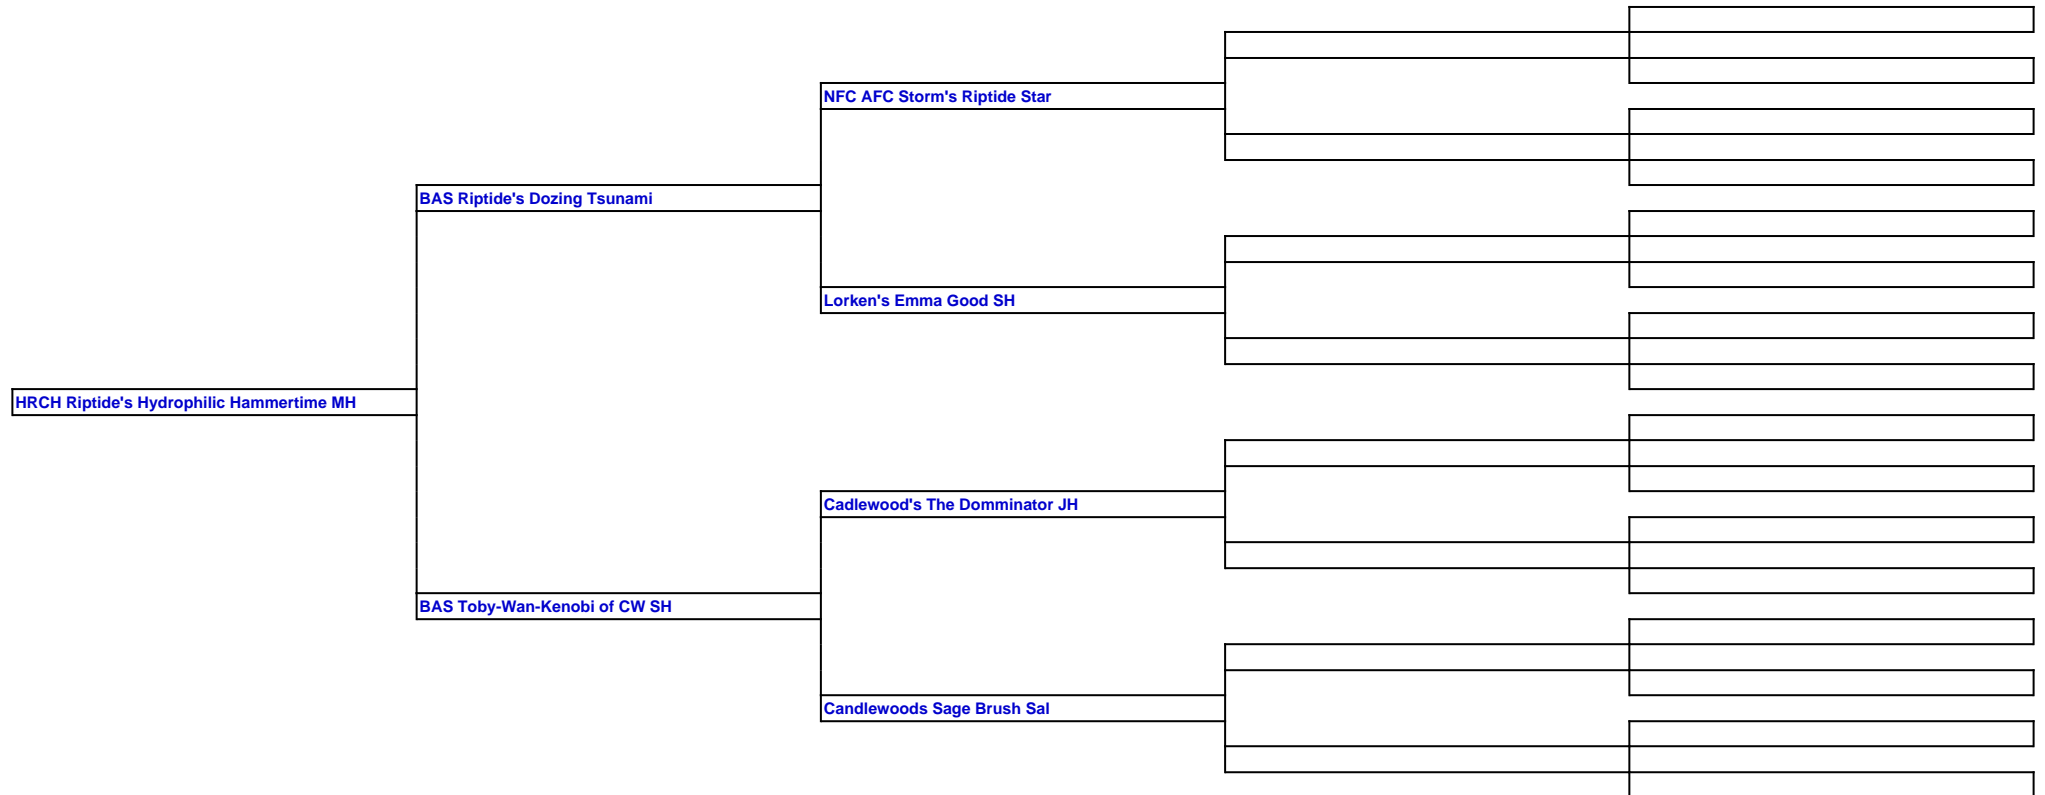 NFC AFC Storm's Riptide Star
BAS Riptide's Dozing Tsunami
Lorken's Emma Good SH
HRCH Riptide's Hydrophilic Hammertime MH
Cadlewood's The Domminator JH
BAS Toby-Wan-Kenobi of CW SH
Candlewoods Sage Brush Sal